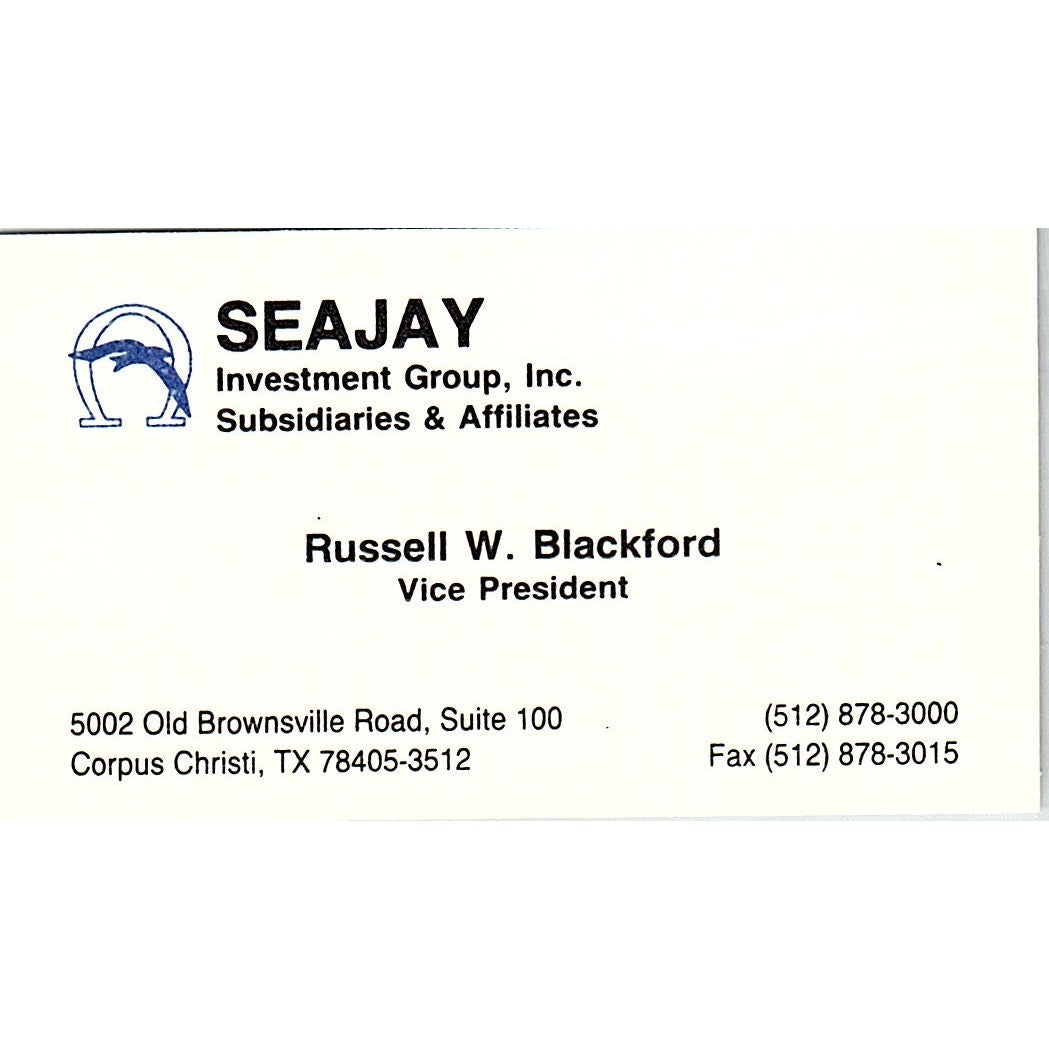 SEAJAY
Investment Group, Inc.
Subsidiaries & Affiliates
Russell W. Blackford
Vice President
5002 Old Brownsville Road, Suite 100
Corpus Christi, TX 78405-3512
(512) 878-3000
Fax (512) 878-3015